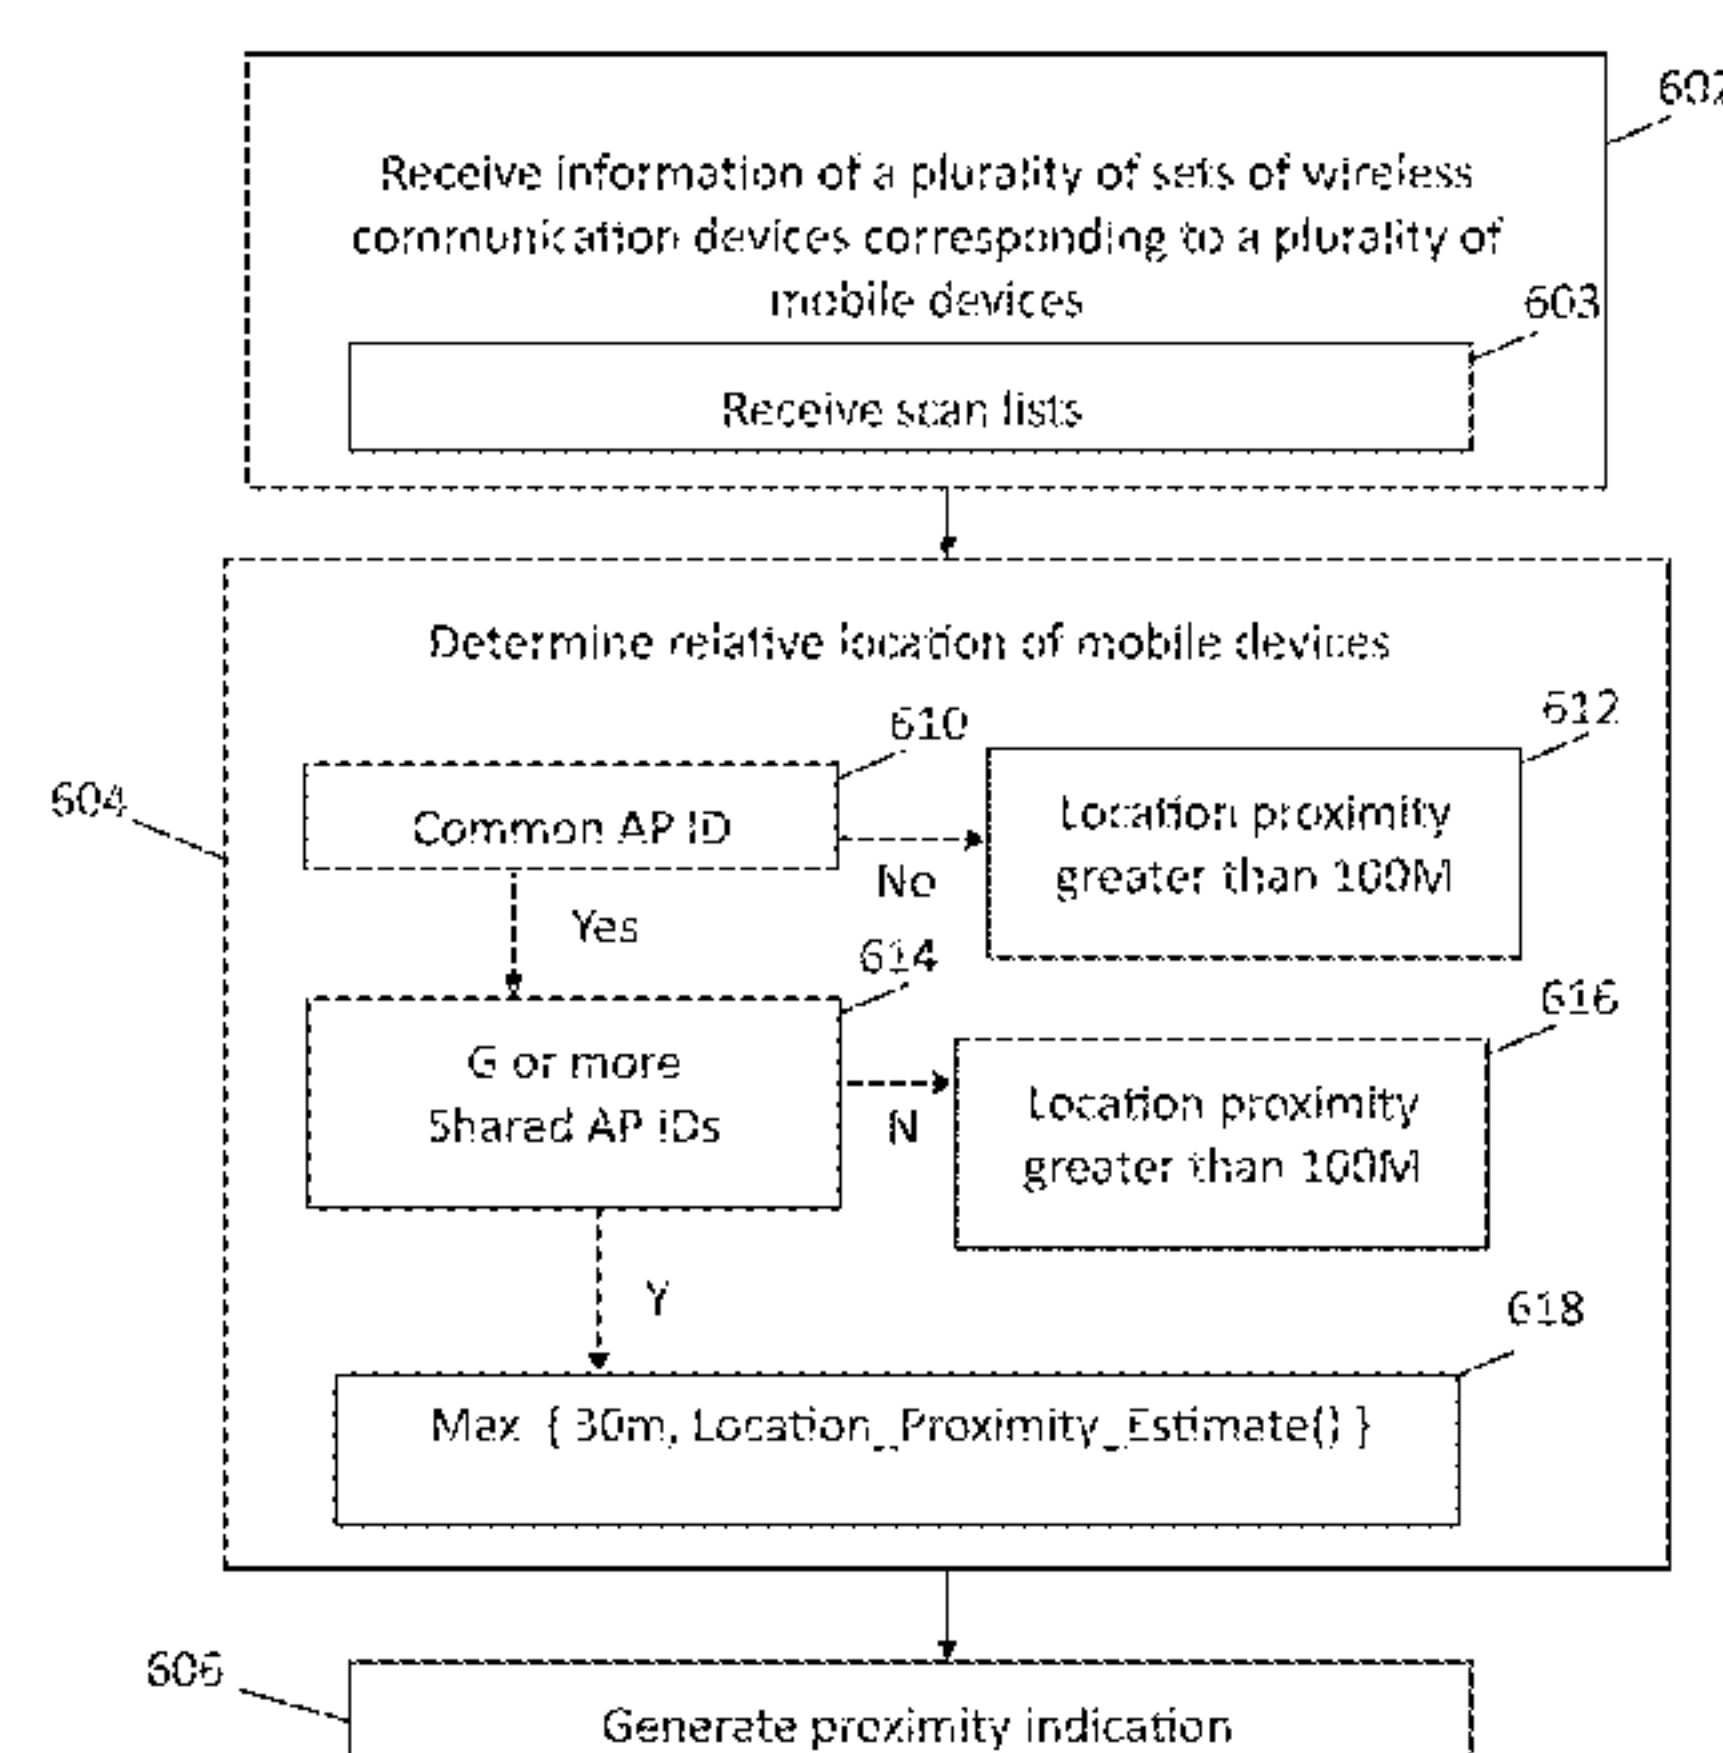 602
Receive information of a plurality of sets of wireless
communication devices corresponding to a plurality of
mobile devices
603
Receive scan lists
Determine relative location of mobile devices
610
612
604
Common AP ID
Location proximity
greater than 100M
No
Yes
614
616
G or more
Shared AP IDs
Location proximity
greater than 100M
N
Y
618
Max { 30m, Location_Proximity_Estimate() }
606
Generate proximity indication